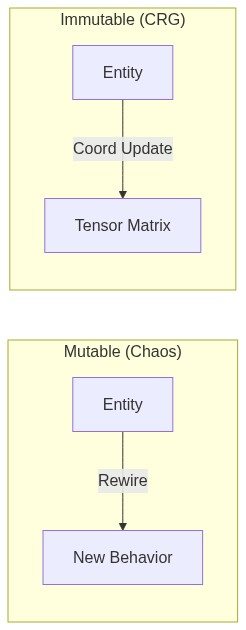 Immutable (CRG)
Entity
Coord Update
Tensor Matrix
Mutable (Chaos)
Entity
Rewire
New Behavior